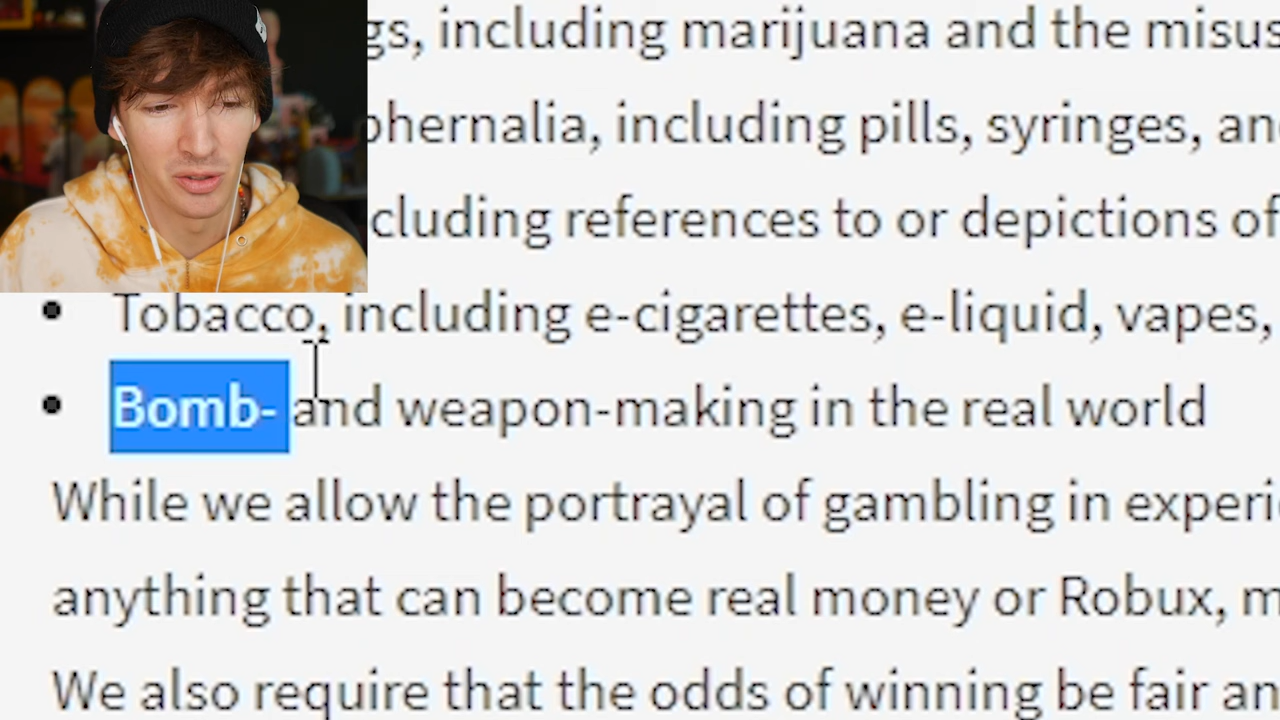 gs, including marijuana and the misus
phernalia, including pills, syringes, an
cluding references to or depictions of
• Tobacco, including e-cigarettes, e-liquid, vapes,
• Bomb- and weapon-making in the real world
While we allow the portrayal of gambling in experi
anything that can become real money or Robux, m
We also require that the odds of winning be fair an